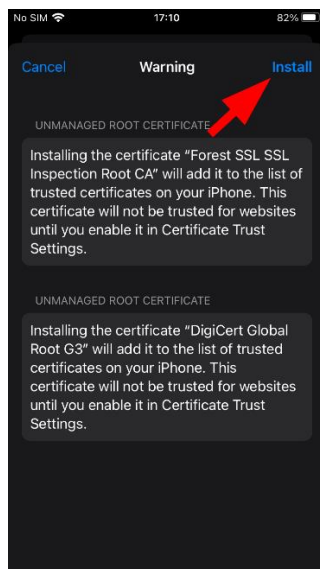 No SIM 17:10 82%
Cancel Warning Install
UNMANAGED ROOT CERTIFICATE
Installing the certificate “Forest SSL SSL
Inspection Root CA” will add it to the list of
trusted certificates on your iPhone. This
certificate will not be trusted for websites
until you enable it in Certificate Trust
Settings.
UNMANAGED ROOT CERTIFICATE
Installing the certificate “DigiCert Global
Root G3” will add it to the list of trusted
certificates on your iPhone. This
certificate will not be trusted for websites
until you enable it in Certificate Trust
Settings.